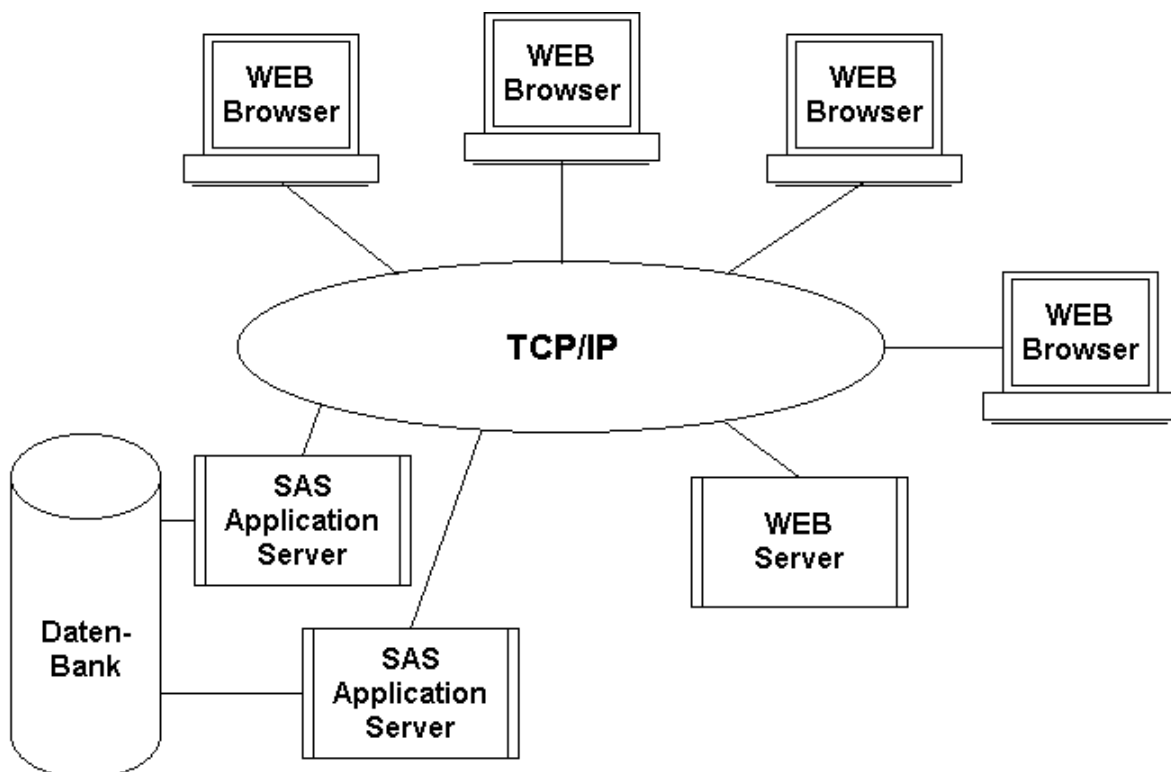 WEB
Browser
WEB
Browser
WEB
Browser
WEB
Browser
TCP/IP
SAS
Application
Server
WEB
Server
Daten-
Bank
SAS
Application
Server